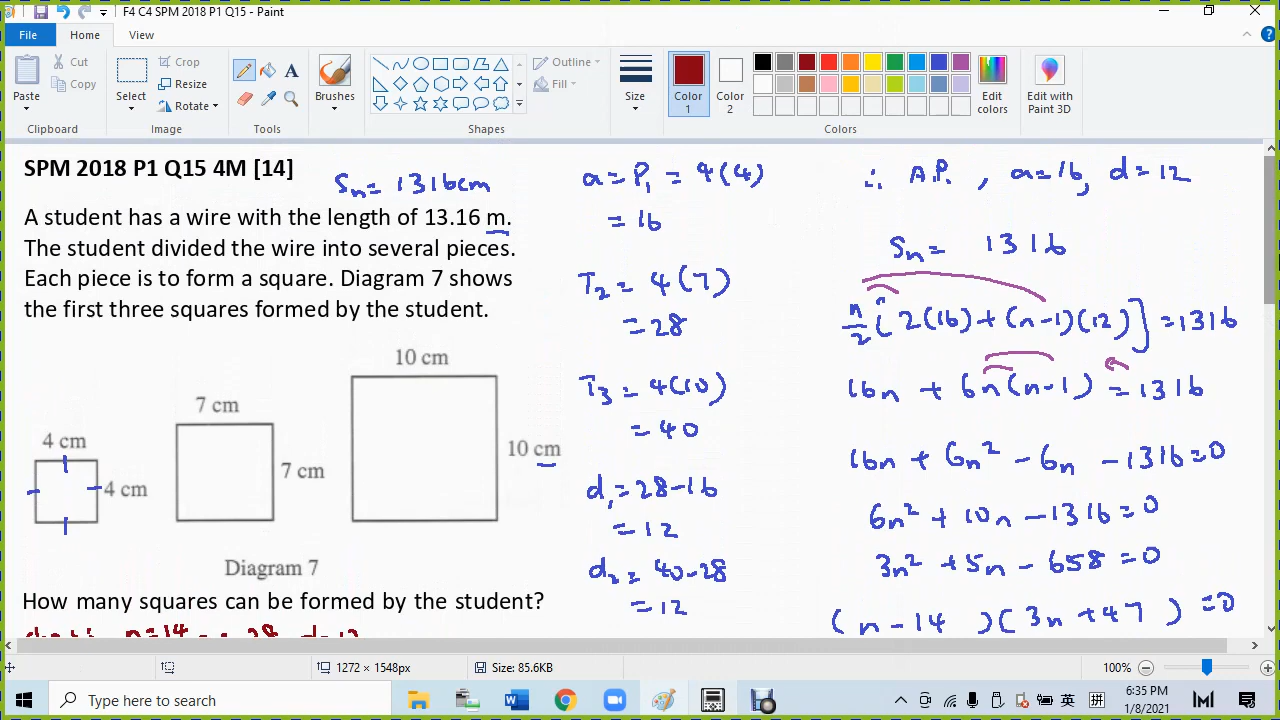 F4 C4 SPM 2018 P1 Q15 - Paint
File Home View
Paste
Cut
Copy
Clipboard
Select
Crop
Resize
Rotate
Image
A
Tools
Brushes
Outline
Fill
Shapes
Size
Color 1
Color 2
Edit colors
Edit with Paint 3D
Colors
SPM 2018 P1 Q15 4M [14]
Sn = 1316cm
A student has a wire with the length of 13.16 m.
The student divided the wire into several pieces.
Each piece is to form a square. Diagram 7 shows
the first three squares formed by the student.
10 cm
7 cm
4 cm
10 cm
7 cm
4 cm
Diagram 7
How many squares can be formed by the student?
a = P1 = 4(4)
= 16
T2 = 4(7)
= 28
T3 = 4(10)
= 40
d1 = 28-16
= 12
d2 = 40-28
= 12
∴ A.P., a=16, d=12
Sn = 1316
n/2[2(16)+(n-1)(12)]=1316
16n + 6n(n-1) = 1316
16n + 6n² - 6n - 1316=0
6n² + 10n - 1316=0
3n² +5n - 658=0
(n-14)(3n+47)=0
1272 × 1548px
Size: 85.6KB
100%
Type here to search
英
拼
6:35 PM
1/8/2021